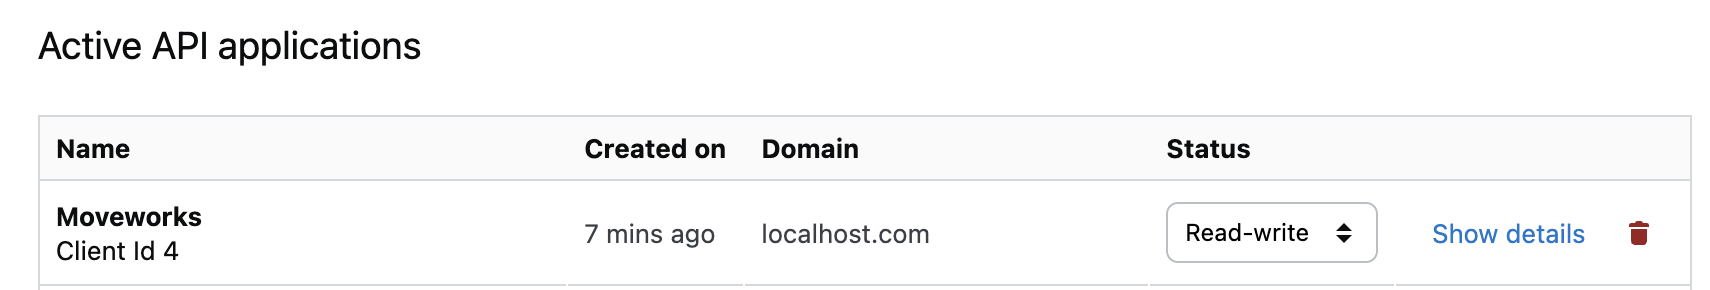 Active API applications
Name Created on Domain Status
Moveworks
Client Id 4
7 mins ago localhost.com Read-write Show details